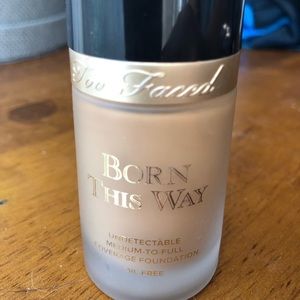 Too Faced
BORN
THIS WAY
UNDETECTABLE
MEDIUM-TO-FULL
COVERAGE FOUNDATION
OIL FREE